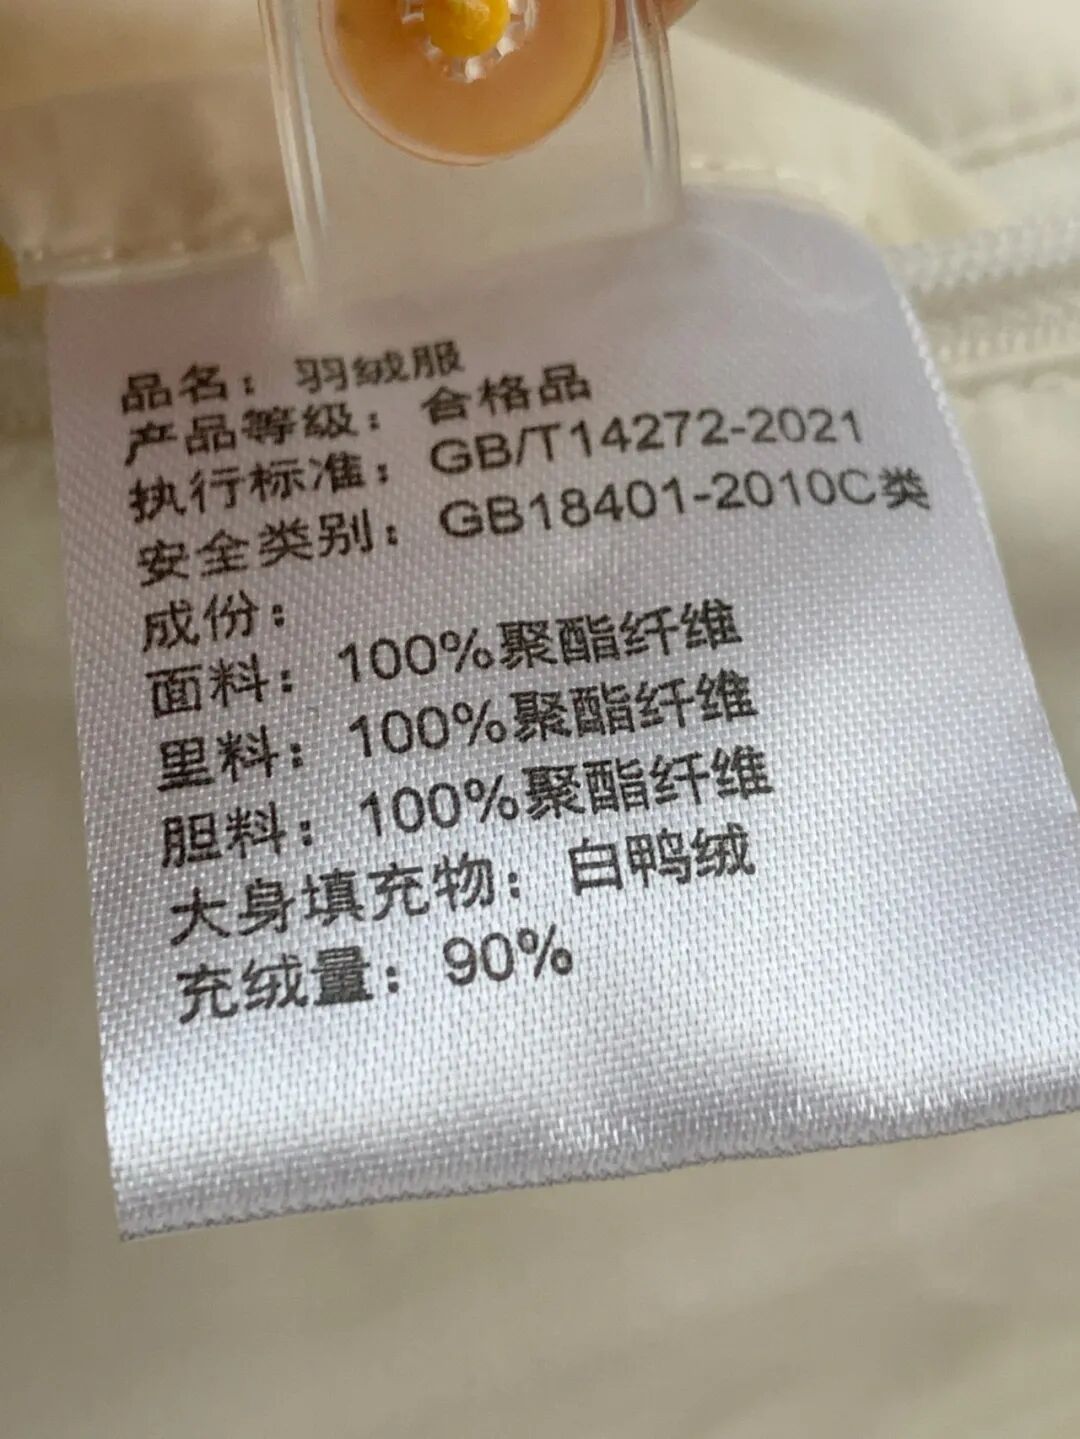 品名：羽绒服
产品等级：合格品
执行标准：GB/T14272-2021
安全类别：GB18401-2010C类
成份：
面料：100%聚酯纤维
里料：100%聚酯纤维
胆料：100%聚酯纤维
大身填充物：白鸭绒
充绒量：90%